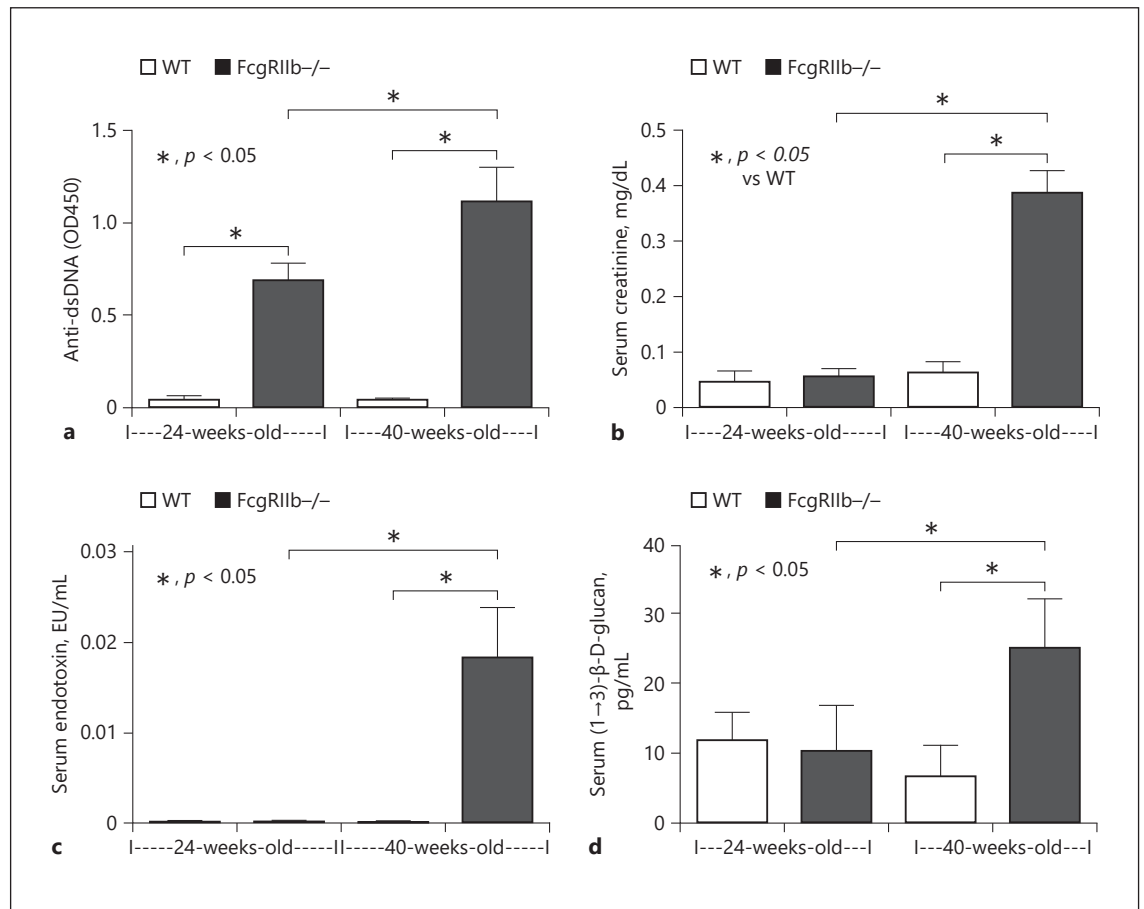 WT FcgRIIb–/–
*
*
1.5
*, p < 0.05
1.0
*
0.5
0
Anti-dsDNA (OD450)
a
I----24-weeks-old-----I I----40-weeks-old----I
WT FcgRIIb–/–
*
*
0.5
*, p < 0.05
vs WT
0.4
0.3
0.2
0.1
0
Serum creatinine, mg/dL
b
I----24-weeks-old-----I I----40-weeks-old----I
WT FcgRIIb–/–
*
*
0.03
*, p < 0.05
0.02
0.01
0
Serum endotoxin, EU/mL
c
I-----24-weeks-old-----II-----40-weeks-old-----I
WT FcgRIIb–/–
*
*
40
*, p < 0.05
30
20
10
0
Serum (1→3)-β-D-glucan,
pg/mL
d
I---24-weeks-old---I I---40-weeks-old---I